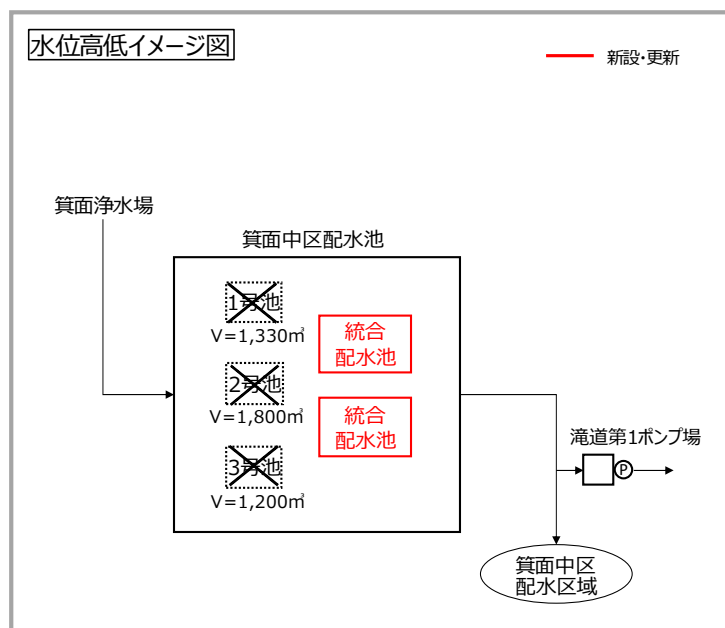 水位高低イメージ図
新設・更新
箕面浄水場
箕面中区配水池
1号池
V=1,330㎥
統合
配水池
2号池
V=1,800㎥
統合
配水池
3号池
V=1,200㎥
滝道第1ポンプ場
P
箕面中区
配水区域